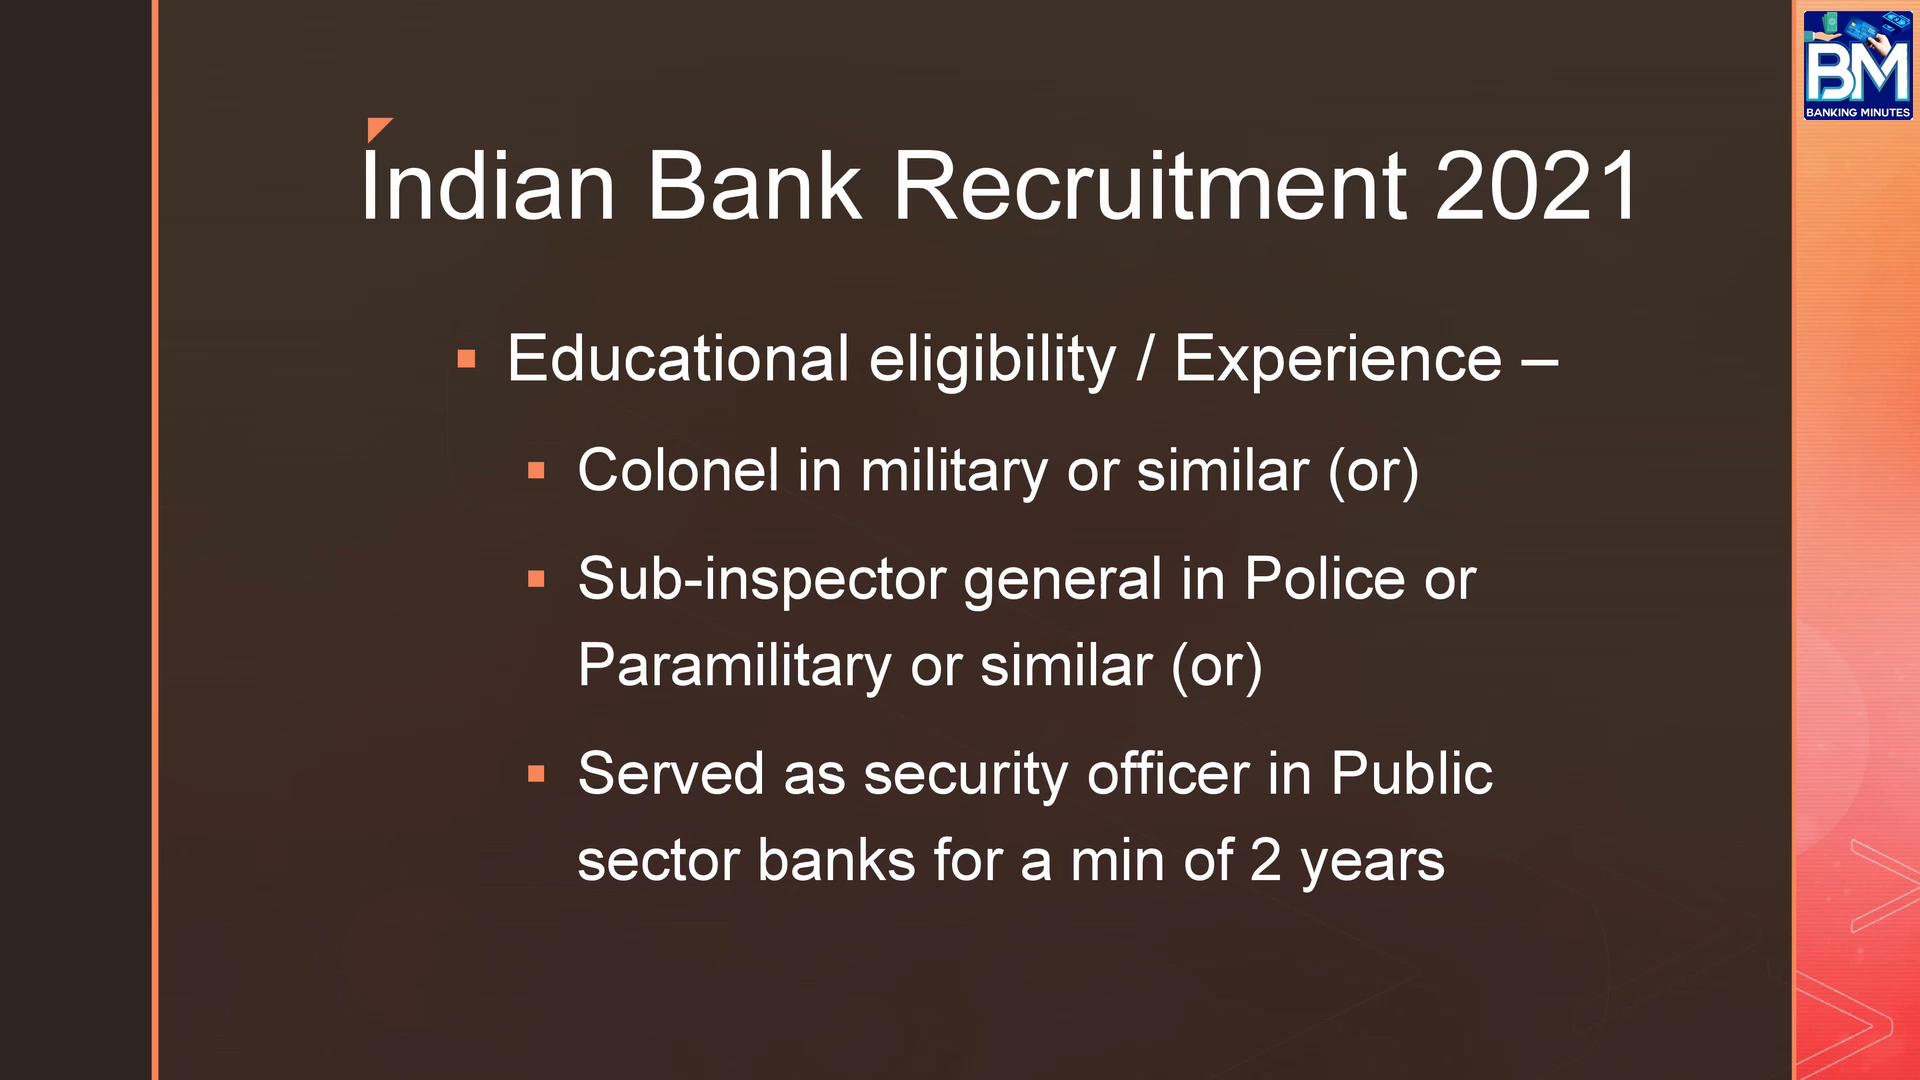 BM
BANKING MINUTES
Indian Bank Recruitment 2021
Educational eligibility / Experience –
Colonel in military or similar (or)
Sub-inspector general in Police or
Paramilitary or similar (or)
Served as security officer in Public
sector banks for a min of 2 years